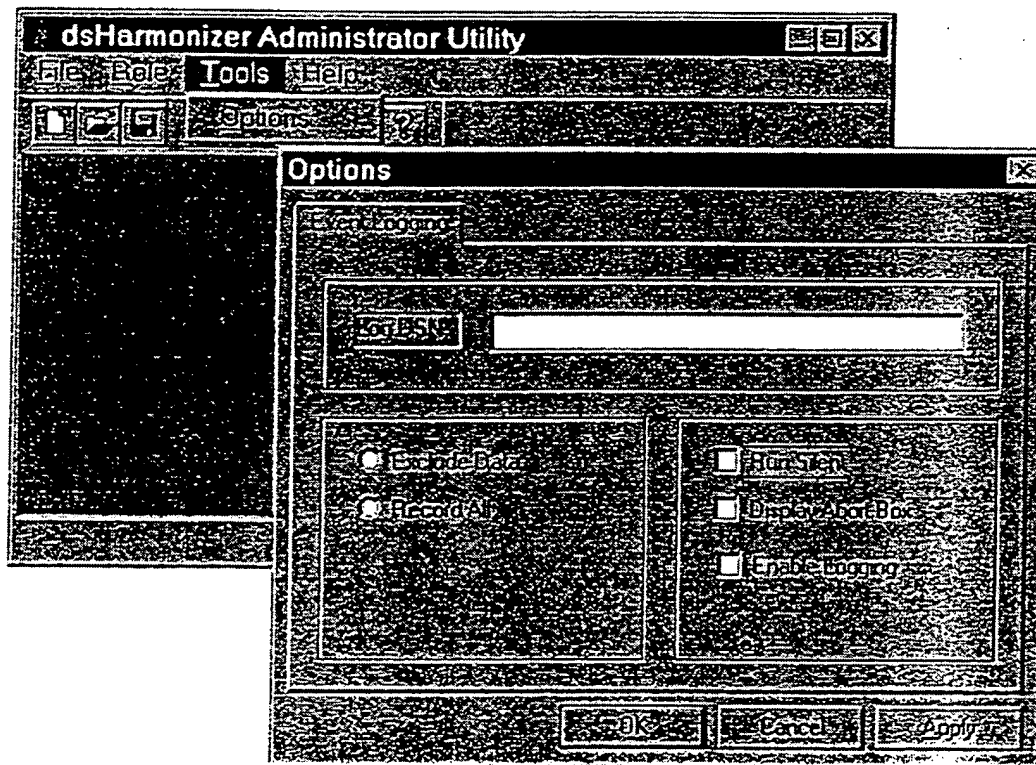 dsHarmonizer Administrator Utility
File Role Tools Help
Options...
Options
Event Logging
Log DSN:
Exclude Data
Record All
Run Silent
Display Abort Box
Enable Logging
OK Cancel Apply